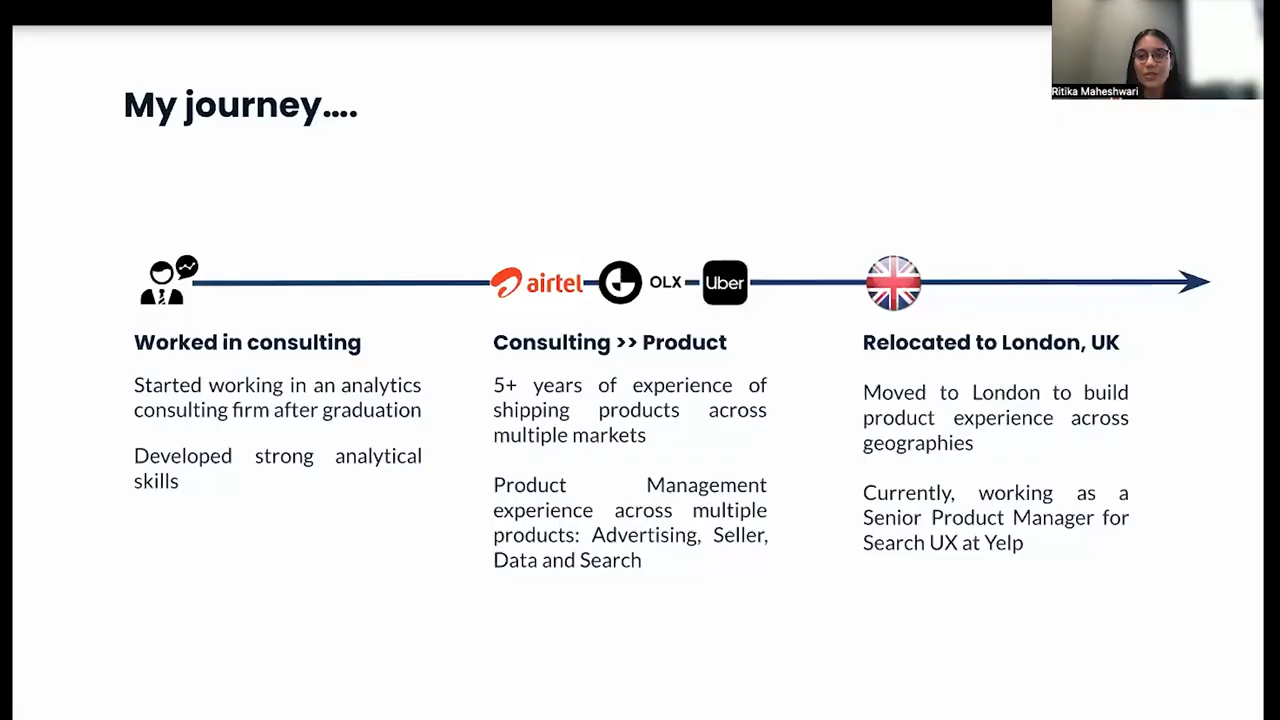 Ritika Maheshwari
My journey....
airtel
OLX
Uber
Worked in consulting
Started working in an analytics
consulting firm after graduation
Developed strong analytical
skills
Consulting >> Product
5+ years of experience of
shipping products across
multiple markets
Product Management
experience across multiple
products: Advertising, Seller,
Data and Search
Relocated to London, UK
Moved to London to build
product experience across
geographies
Currently, working as a
Senior Product Manager for
Search UX at Yelp